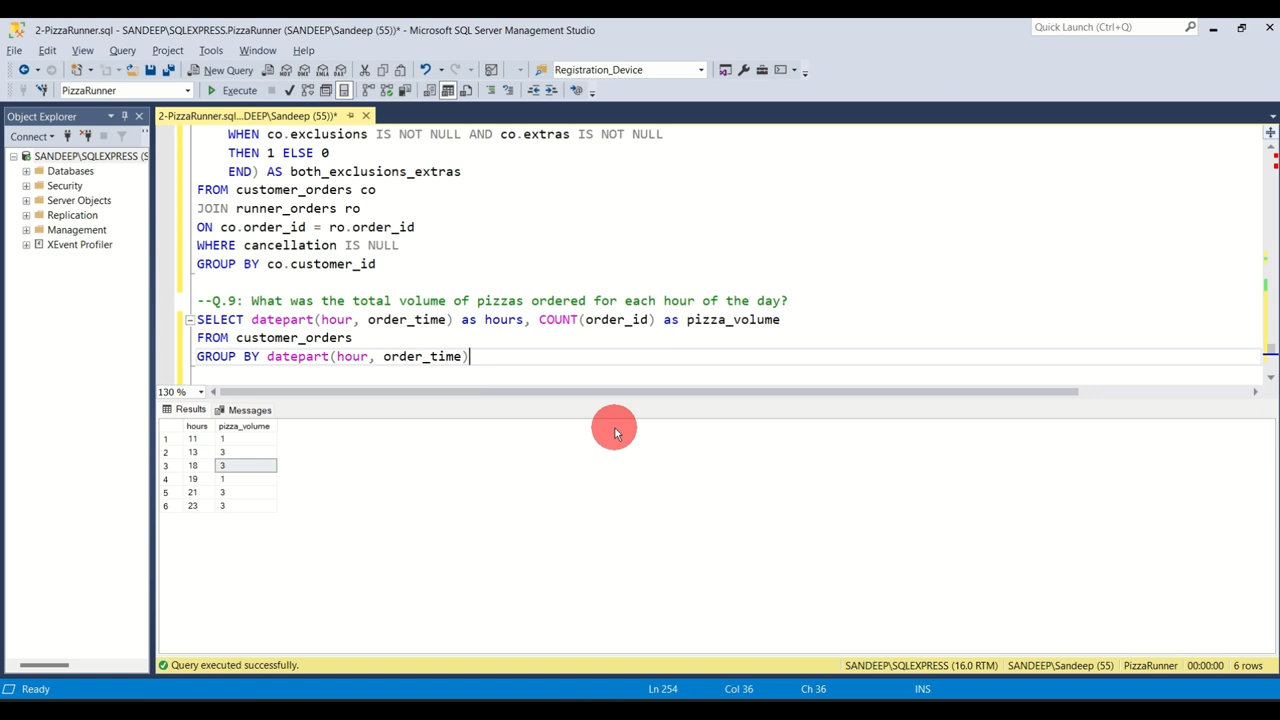 2-PizzaRunner.sql - SANDEEP\SQLEXPRESS.PizzaRunner (SANDEEP\Sandeep (55))* - Microsoft SQL Server Management Studio
Quick Launch (Ctrl+Q)
File Edit View Query Project Tools Window Help
New Query
MDX DMX XMLA DAX
Registration_Device
PizzaRunner
Execute
Object Explorer
2-PizzaRunner.sql...DEEP\Sandeep (55))*
Connect
SANDEEP\SQLEXPRESS (S
Databases
Security
Server Objects
Replication
Management
XEvent Profiler
WHEN co.exclusions IS NOT NULL AND co.extras IS NOT NULL
THEN 1 ELSE 0
END) AS both_exclusions_extras
FROM customer_orders co
JOIN runner_orders ro
ON co.order_id = ro.order_id
WHERE cancellation IS NULL
GROUP BY co.customer_id
--Q.9: What was the total volume of pizzas ordered for each hour of the day?
SELECT datepart(hour, order_time) as hours, COUNT(order_id) as pizza_volume
FROM customer_orders
GROUP BY datepart(hour, order_time)
130 %
Results Messages
hours pizza_volume
1 11 1
2 13 3
3 18 3
4 19 1
5 21 3
6 23 3
Query executed successfully.
SANDEEP\SQLEXPRESS (16.0 RTM) SANDEEP\Sandeep (55) PizzaRunner 00:00:00 6 rows
Ready
Ln 254 Col 36 Ch 36 INS